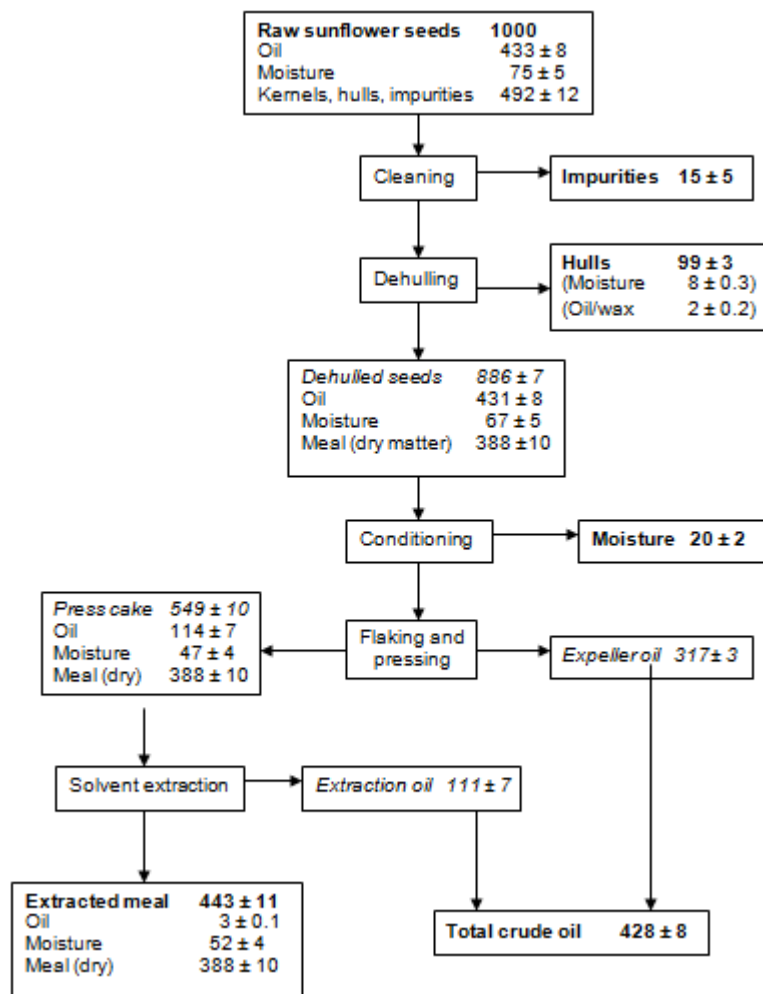 Raw sunflower seeds 1000
Oil 433 ± 8
Moisture 75 ± 5
Kernels, hulls, impurities 492 ± 12
Cleaning
Impurities 15 ± 5
Dehulling
Hulls 99 ± 3
(Moisture 8 ± 0.3)
(Oil/wax 2 ± 0.2)
Dehulled seeds 886 ± 7
Oil 431 ± 8
Moisture 67 ± 5
Meal (dry matter) 388 ±10
Conditioning
Moisture 20 ± 2
Press cake 549 ± 10
Oil 114 ± 7
Moisture 47 ± 4
Meal (dry) 388 ± 10
Flaking and
pressing
Expeller oil 317± 3
Solvent extraction
Extraction oil 111± 7
Extracted meal 443 ± 11
Oil 3 ± 0.1
Moisture 52 ± 4
Meal (dry) 388 ± 10
Total crude oil 428 ± 8